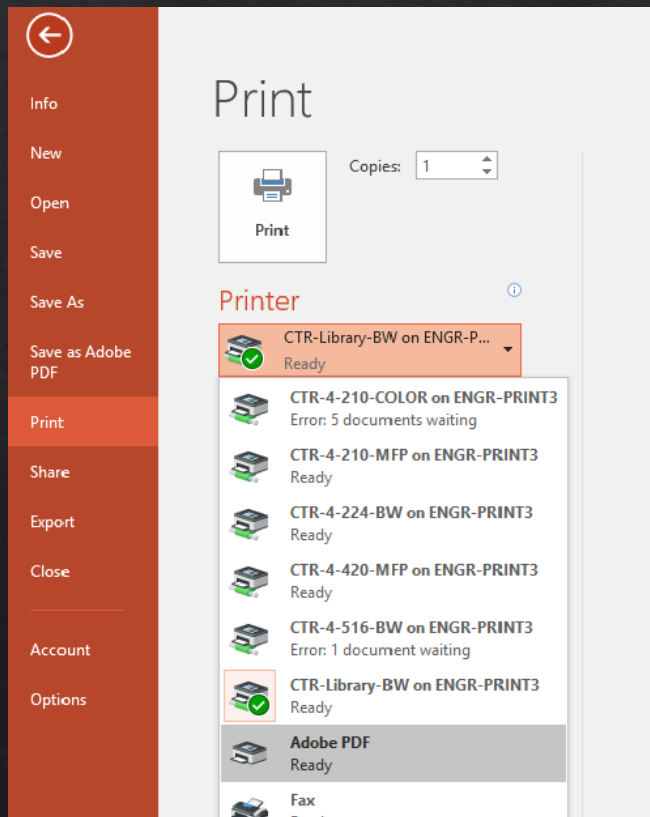 Info
New
Open
Save
Save As
Save as Adobe
PDF
Print
Share
Export
Close
Account
Options
Print
Print
Copies: 1
Printer
CTR-Library-BW on ENGR-P...
Ready
CTR-4-210-COLOR on ENGR-PRINT3
Error: 5 documents waiting
CTR-4-210-MFP on ENGR-PRINT3
Ready
CTR-4-224-BW on ENGR-PRINT3
Ready
CTR-4-420-MFP on ENGR-PRINT3
Ready
CTR-4-516-BW on ENGR-PRINT3
Error: 1 document waiting
CTR-Library-BW on ENGR-PRINT3
Ready
Adobe PDF
Ready
Fax